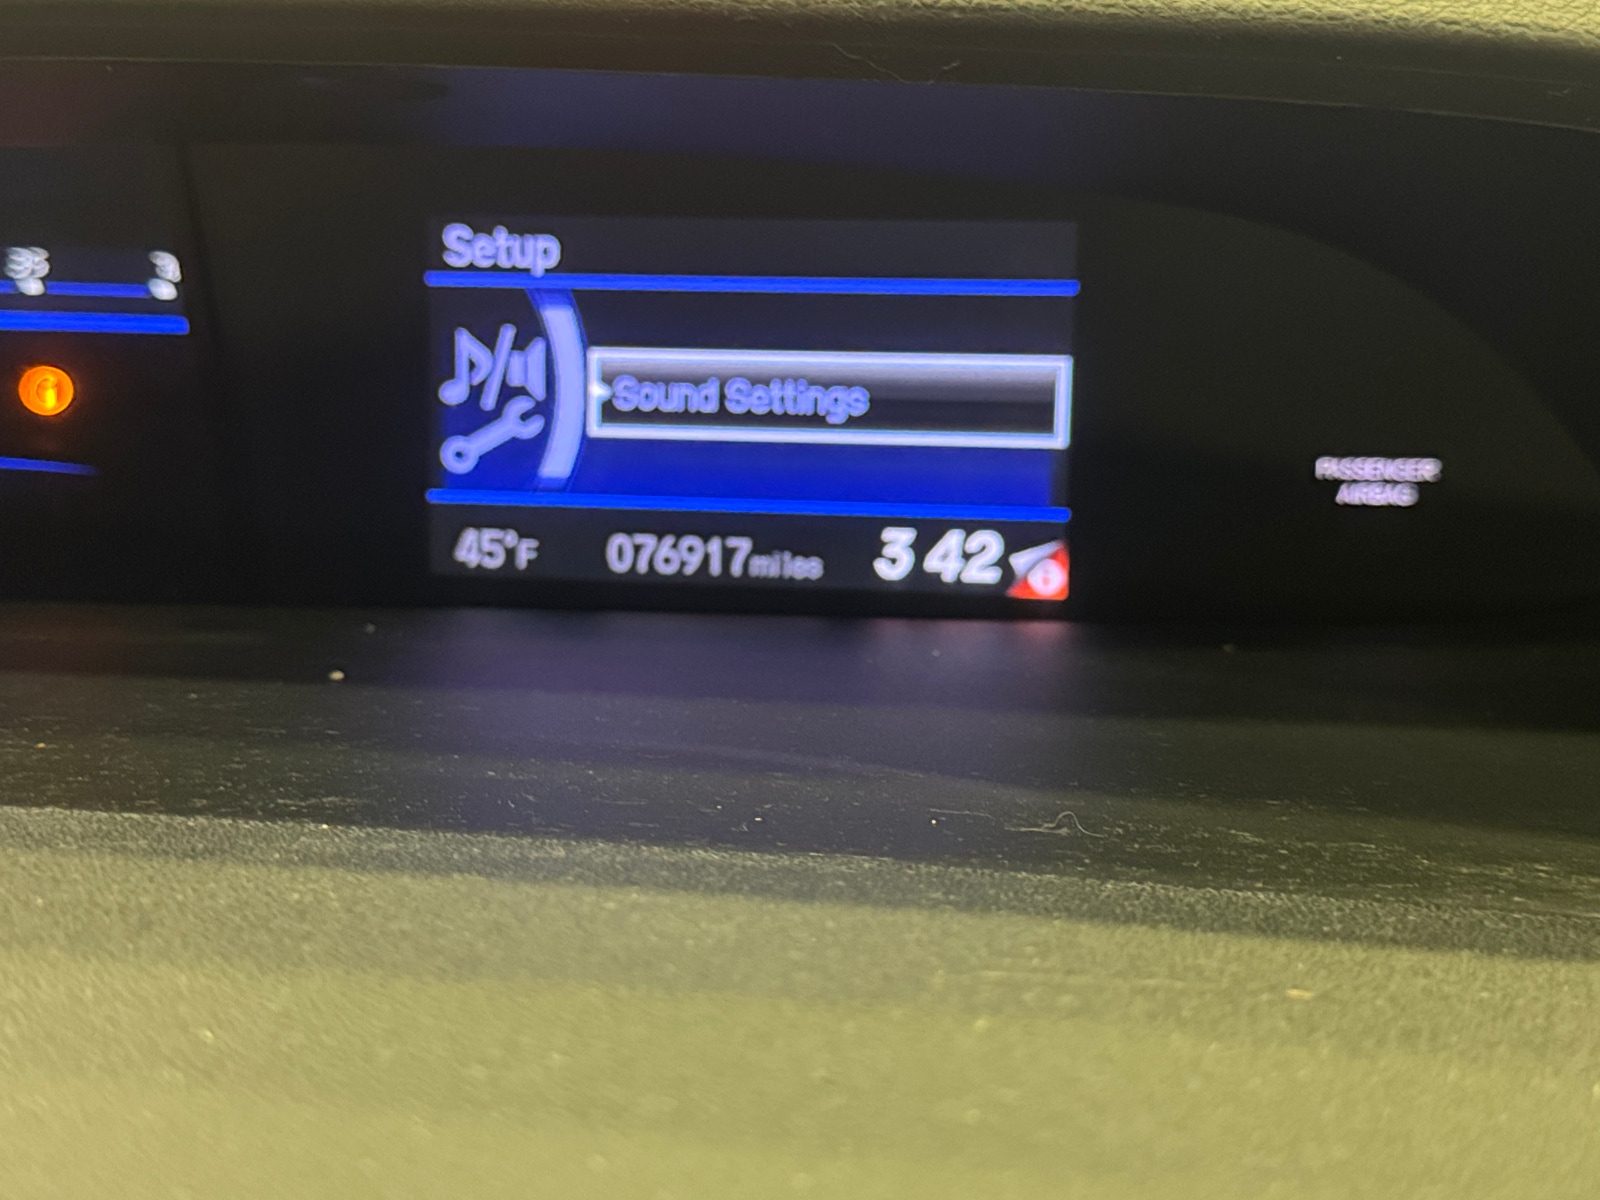 Setup
Sound Settings
45°F 076917miles 3 42
PASSENGER
AIRBAG